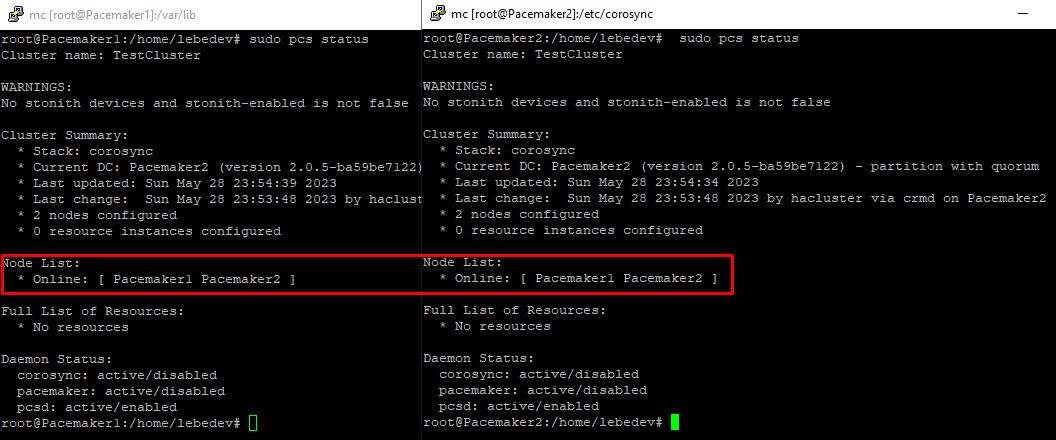 mc [root@Pacemaker1]:/var/lib
root@Pacemaker1:/home/lebedev# sudo pcs status
Cluster name: TestCluster
WARNINGS:
No stonith devices and stonith-enabled is not false
Cluster Summary:
* Stack: corosync
* Current DC: Pacemaker2 (version 2.0.5-ba59be7122)
* Last updated: Sun May 28 23:54:39 2023
* Last change:  Sun May 28 23:53:48 2023 by haclust
* 2 nodes configured
* 0 resource instances configured
Node List:
* Online: [ Pacemaker1 Pacemaker2 ]
Full List of Resources:
* No resources
Daemon Status:
corosync: active/disabled
pacemaker: active/disabled
pcsd: active/enabled
root@Pacemaker1:/home/lebedev#
mc [root@Pacemaker2]:/etc/corosync
root@Pacemaker2:/home/lebedev#  sudo pcs status
Cluster name: TestCluster
WARNINGS:
No stonith devices and stonith-enabled is not false
Cluster Summary:
* Stack: corosync
* Current DC: Pacemaker2 (version 2.0.5-ba59be7122) - partition with quorum
* Last updated: Sun May 28 23:54:34 2023
* Last change:  Sun May 28 23:53:48 2023 by hacluster via crmd on Pacemaker2
* 2 nodes configured
* 0 resource instances configured
Node List:
* Online: [ Pacemaker1 Pacemaker2 ]
Full List of Resources:
* No resources
Daemon Status:
corosync: active/disabled
pacemaker: active/disabled
pcsd: active/enabled
root@Pacemaker2:/home/lebedev#